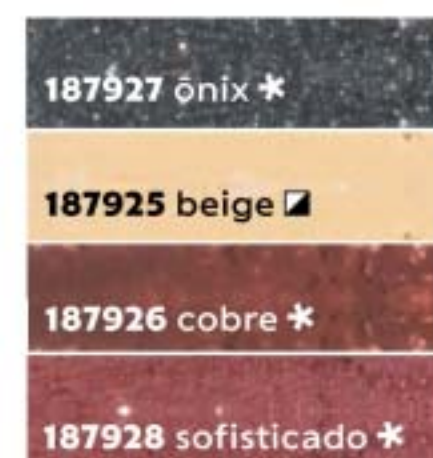 187927 ônix *
187925 beige ◪
187926 cobre *
187928 sofisticado *